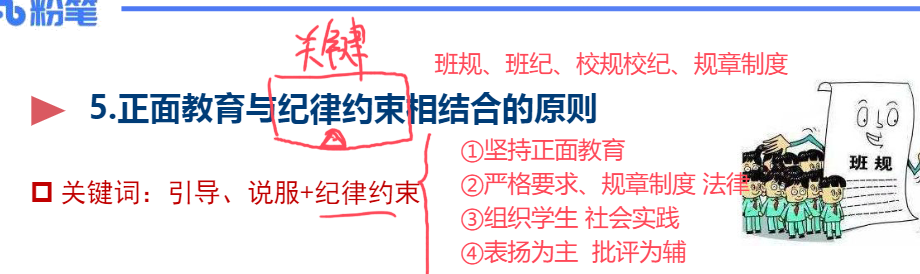 粉笔
关键
班规、班纪、校规校纪、规章制度
5.正面教育与纪律约束相结合的原则
①坚持正面教育
班规
关键词：引导、说服+纪律约束
②严格要求、规章制度 法律
③组织学生 社会实践
④表扬为主 批评为辅